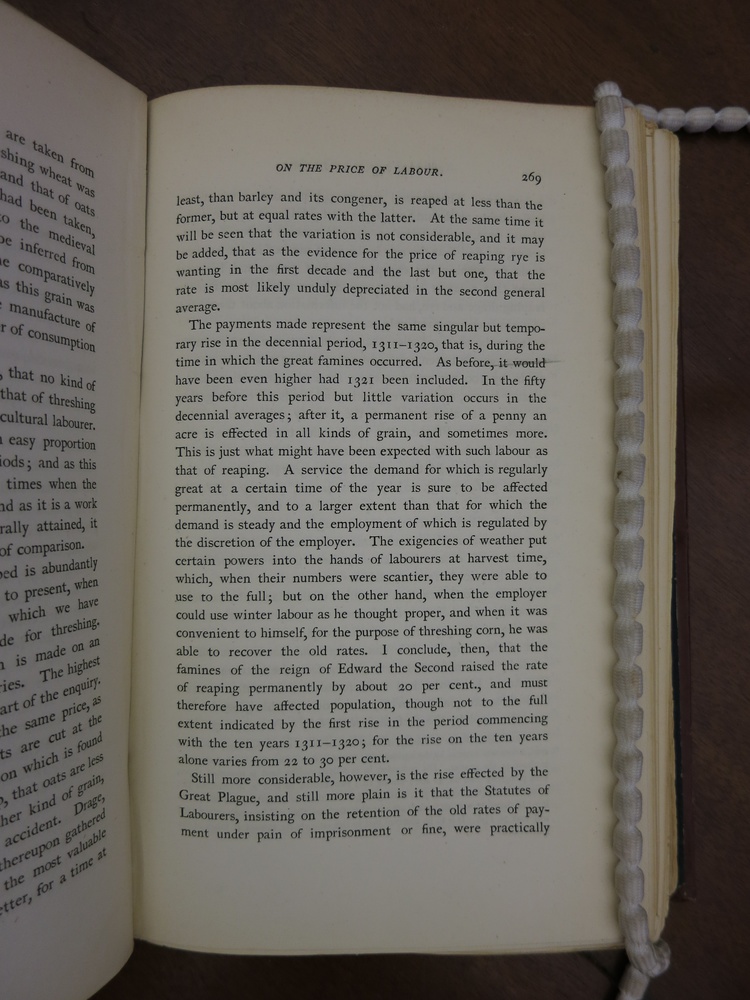 are taken from
shing wheat was
and that of oats
had been taken,
to the medieval
be inferred from
e comparatively
as this grain was
manufacture of
r of consumption
, that no kind of
that of threshing
cultural labourer.
easy proportion
iods; and as this
times when the
nd as it is a work
rally attained, it
of comparison.
ped is abundantly
to present, when
which we have
de for threshing.
is made on an
ries. The highest
art of the enquiry.
the same price, as
ts are cut at the
on which is found
, that oats are less
her kind of grain,
accident. Drage,
thereupon gathered
the most valuable
etter, for a time at
ON THE PRICE OF LABOUR. 269
least, than barley and its congener, is reaped at less than the
former, but at equal rates with the latter. At the same time it
will be seen that the variation is not considerable, and it may
be added, that as the evidence for the price of reaping rye is
wanting in the first decade and the last but one, that the
rate is most likely unduly depreciated in the second general
average.
The payments made represent the same singular but tempo-
rary rise in the decennial period, 1311–1320, that is, during the
time in which the great famines occurred. As before, it would
have been even higher had 1321 been included. In the fifty
years before this period but little variation occurs in the
decennial averages; after it, a permanent rise of a penny an
acre is effected in all kinds of grain, and sometimes more.
This is just what might have been expected with such labour as
that of reaping. A service the demand for which is regularly
great at a certain time of the year is sure to be affected
permanently, and to a larger extent than that for which the
demand is steady and the employment of which is regulated by
the discretion of the employer. The exigencies of weather put
certain powers into the hands of labourers at harvest time,
which, when their numbers were scantier, they were able to
use to the full; but on the other hand, when the employer
could use winter labour as he thought proper, and when it was
convenient to himself, for the purpose of threshing corn, he was
able to recover the old rates. I conclude, then, that the
famines of the reign of Edward the Second raised the rate
of reaping permanently by about 20 per cent., and must
therefore have affected population, though not to the full
extent indicated by the first rise in the period commencing
with the ten years 1311–1320; for the rise on the ten years
alone varies from 22 to 30 per cent.
Still more considerable, however, is the rise effected by the
Great Plague, and still more plain is it that the Statutes of
Labourers, insisting on the retention of the old rates of pay-
ment under pain of imprisonment or fine, were practically